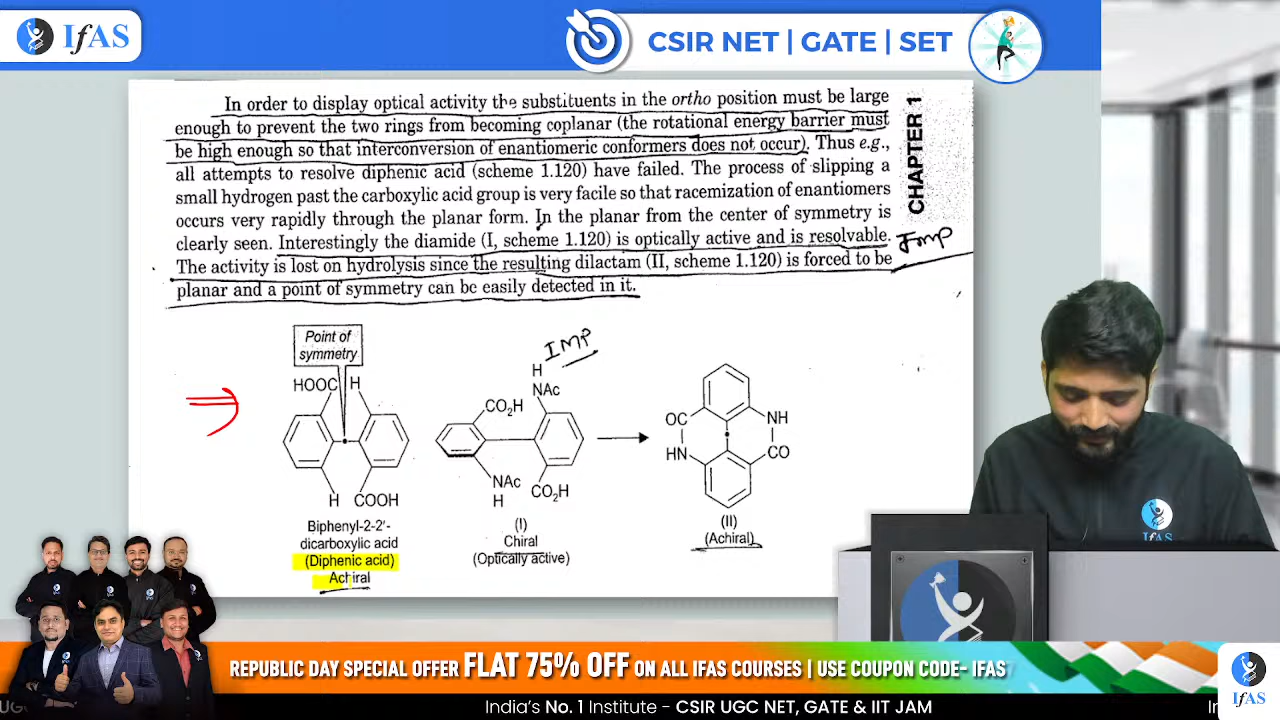 IfAS
CSIR NET | GATE | SET
In order to display optical activity the substituents in the ortho position must be large
enough to prevent the two rings from becoming coplanar (the rotational energy barrier must
be high enough so that interconversion of enantiomeric conformers does not occur). Thus e.g.,
all attempts to resolve diphenic acid (scheme 1.120) have failed. The process of slipping a
small hydrogen past the carboxylic acid group is very facile so that racemization of enantiomers
occurs very rapidly through the planar form. In the planar from the center of symmetry is
clearly seen. Interestingly the diamide (I, scheme 1.120) is optically active and is resolvable.
The activity is lost on hydrolysis since the resulting dilactam (II, scheme 1.120) is forced to be
planar and a point of symmetry can be easily detected in it.
CHAPTER 1
Imp
Point of
symmetry
HOOC H
H COOH
Biphenyl-2-2'-
dicarboxylic acid
(Diphenic acid)
Achiral
IMP
H
NAc
CO₂H
NAc
H
CO₂H
(I)
Chiral
(Optically active)
OC
NH
HN
CO
(II)
(Achiral)
IfAS
REPUBLIC DAY SPECIAL OFFER FLAT 75% OFF ON ALL IFAS COURSES | USE COUPON CODE- IFAS
IfAS
India's No. 1 Institute - CSIR UGC NET, GATE & IIT JAM